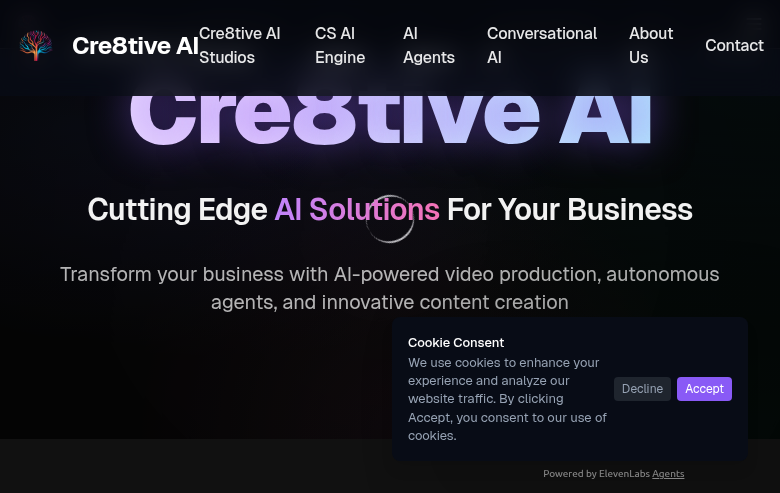 Cre8tive AI
Cre8tive AI
Studios
CS AI
Engine
AI
Agents
Conversational
AI
About
Us
Contact
Cre8tive AI
Cutting Edge AI Solutions For Your Business
Transform your business with AI-powered video production, autonomous
agents, and innovative content creation
Cookie Consent
We use cookies to enhance your
experience and analyze our
website traffic. By clicking
Accept, you consent to our use of
cookies.
Decline
Accept
Powered by ElevenLabs Agents